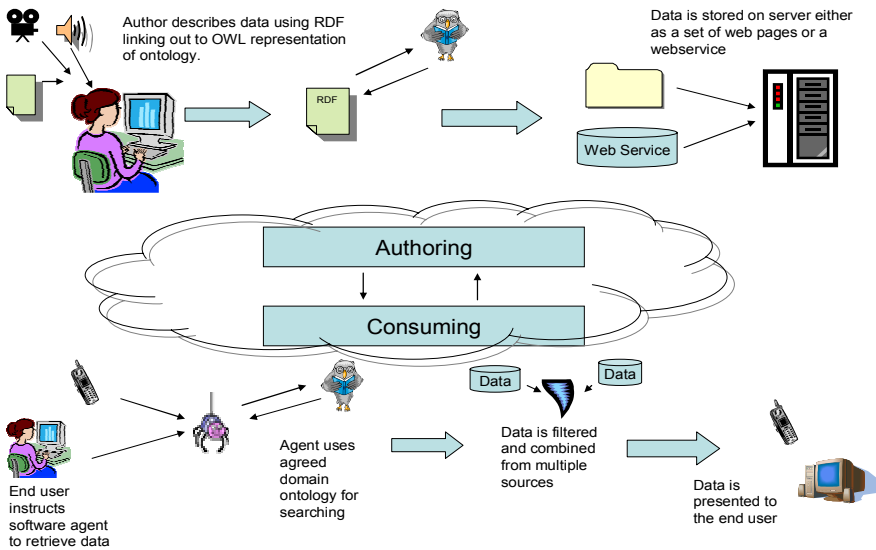 Author describes data using RDF
linking out to OWL representation
of ontology.
RDF
Data is stored on server either
as a set of web pages or a
webservice
Web Service
Authoring
Consuming
Data
Data
End user
instructs
software agent
to retrieve data
Agent uses
agreed
domain
ontology for
searching
Data is filtered
and combined
from multiple
sources
Data is
presented to
the end user